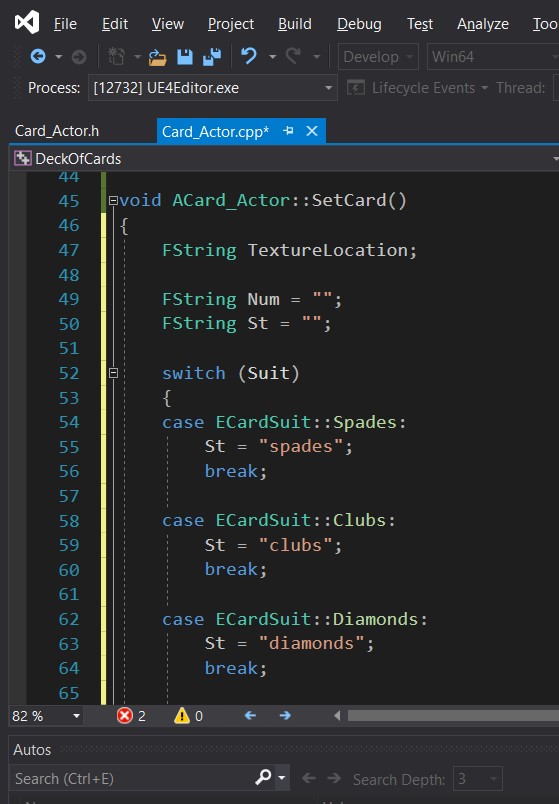 File Edit View Project Build Debug Test Analyze Too
Develop Win64
Process: [12732] UE4Editor.exe Lifecycle Events Thread:
Card_Actor.h Card_Actor.cpp*
DeckOfCards
44
45 void ACard_Actor::SetCard()
46 {
47 FString TextureLocation;
48
49 FString Num = "";
50 FString St = "";
51
52 switch (Suit)
53 {
54 case ECardSuit::Spades:
55 St = "spades";
56 break;
57
58 case ECardSuit::Clubs:
59 St = "clubs";
60 break;
61
62 case ECardSuit::Diamonds:
63 St = "diamonds";
64 break;
65
82 % 2 0
Autos
Search (Ctrl+E) Search Depth: 3